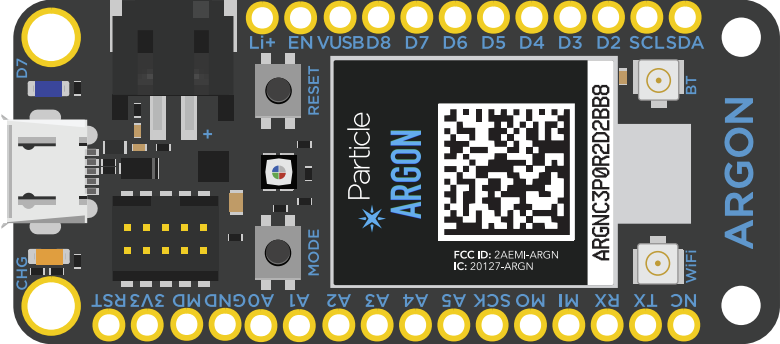 Li+ EN VUSB D8 D7 D6 D5 D4 D3 D2 SCL SDA
D7
RESET
BT
+
Particle
ARGON
ARGNC3P0R2D2BB8
ARGON
FCC ID: 2AEMI-ARGN
IC: 20127-ARGN
MODE
WiFi
CHG
RST 3V3 MD GND A0 A1 A2 A3 A4 A5 SCK MO MI RX TX NC